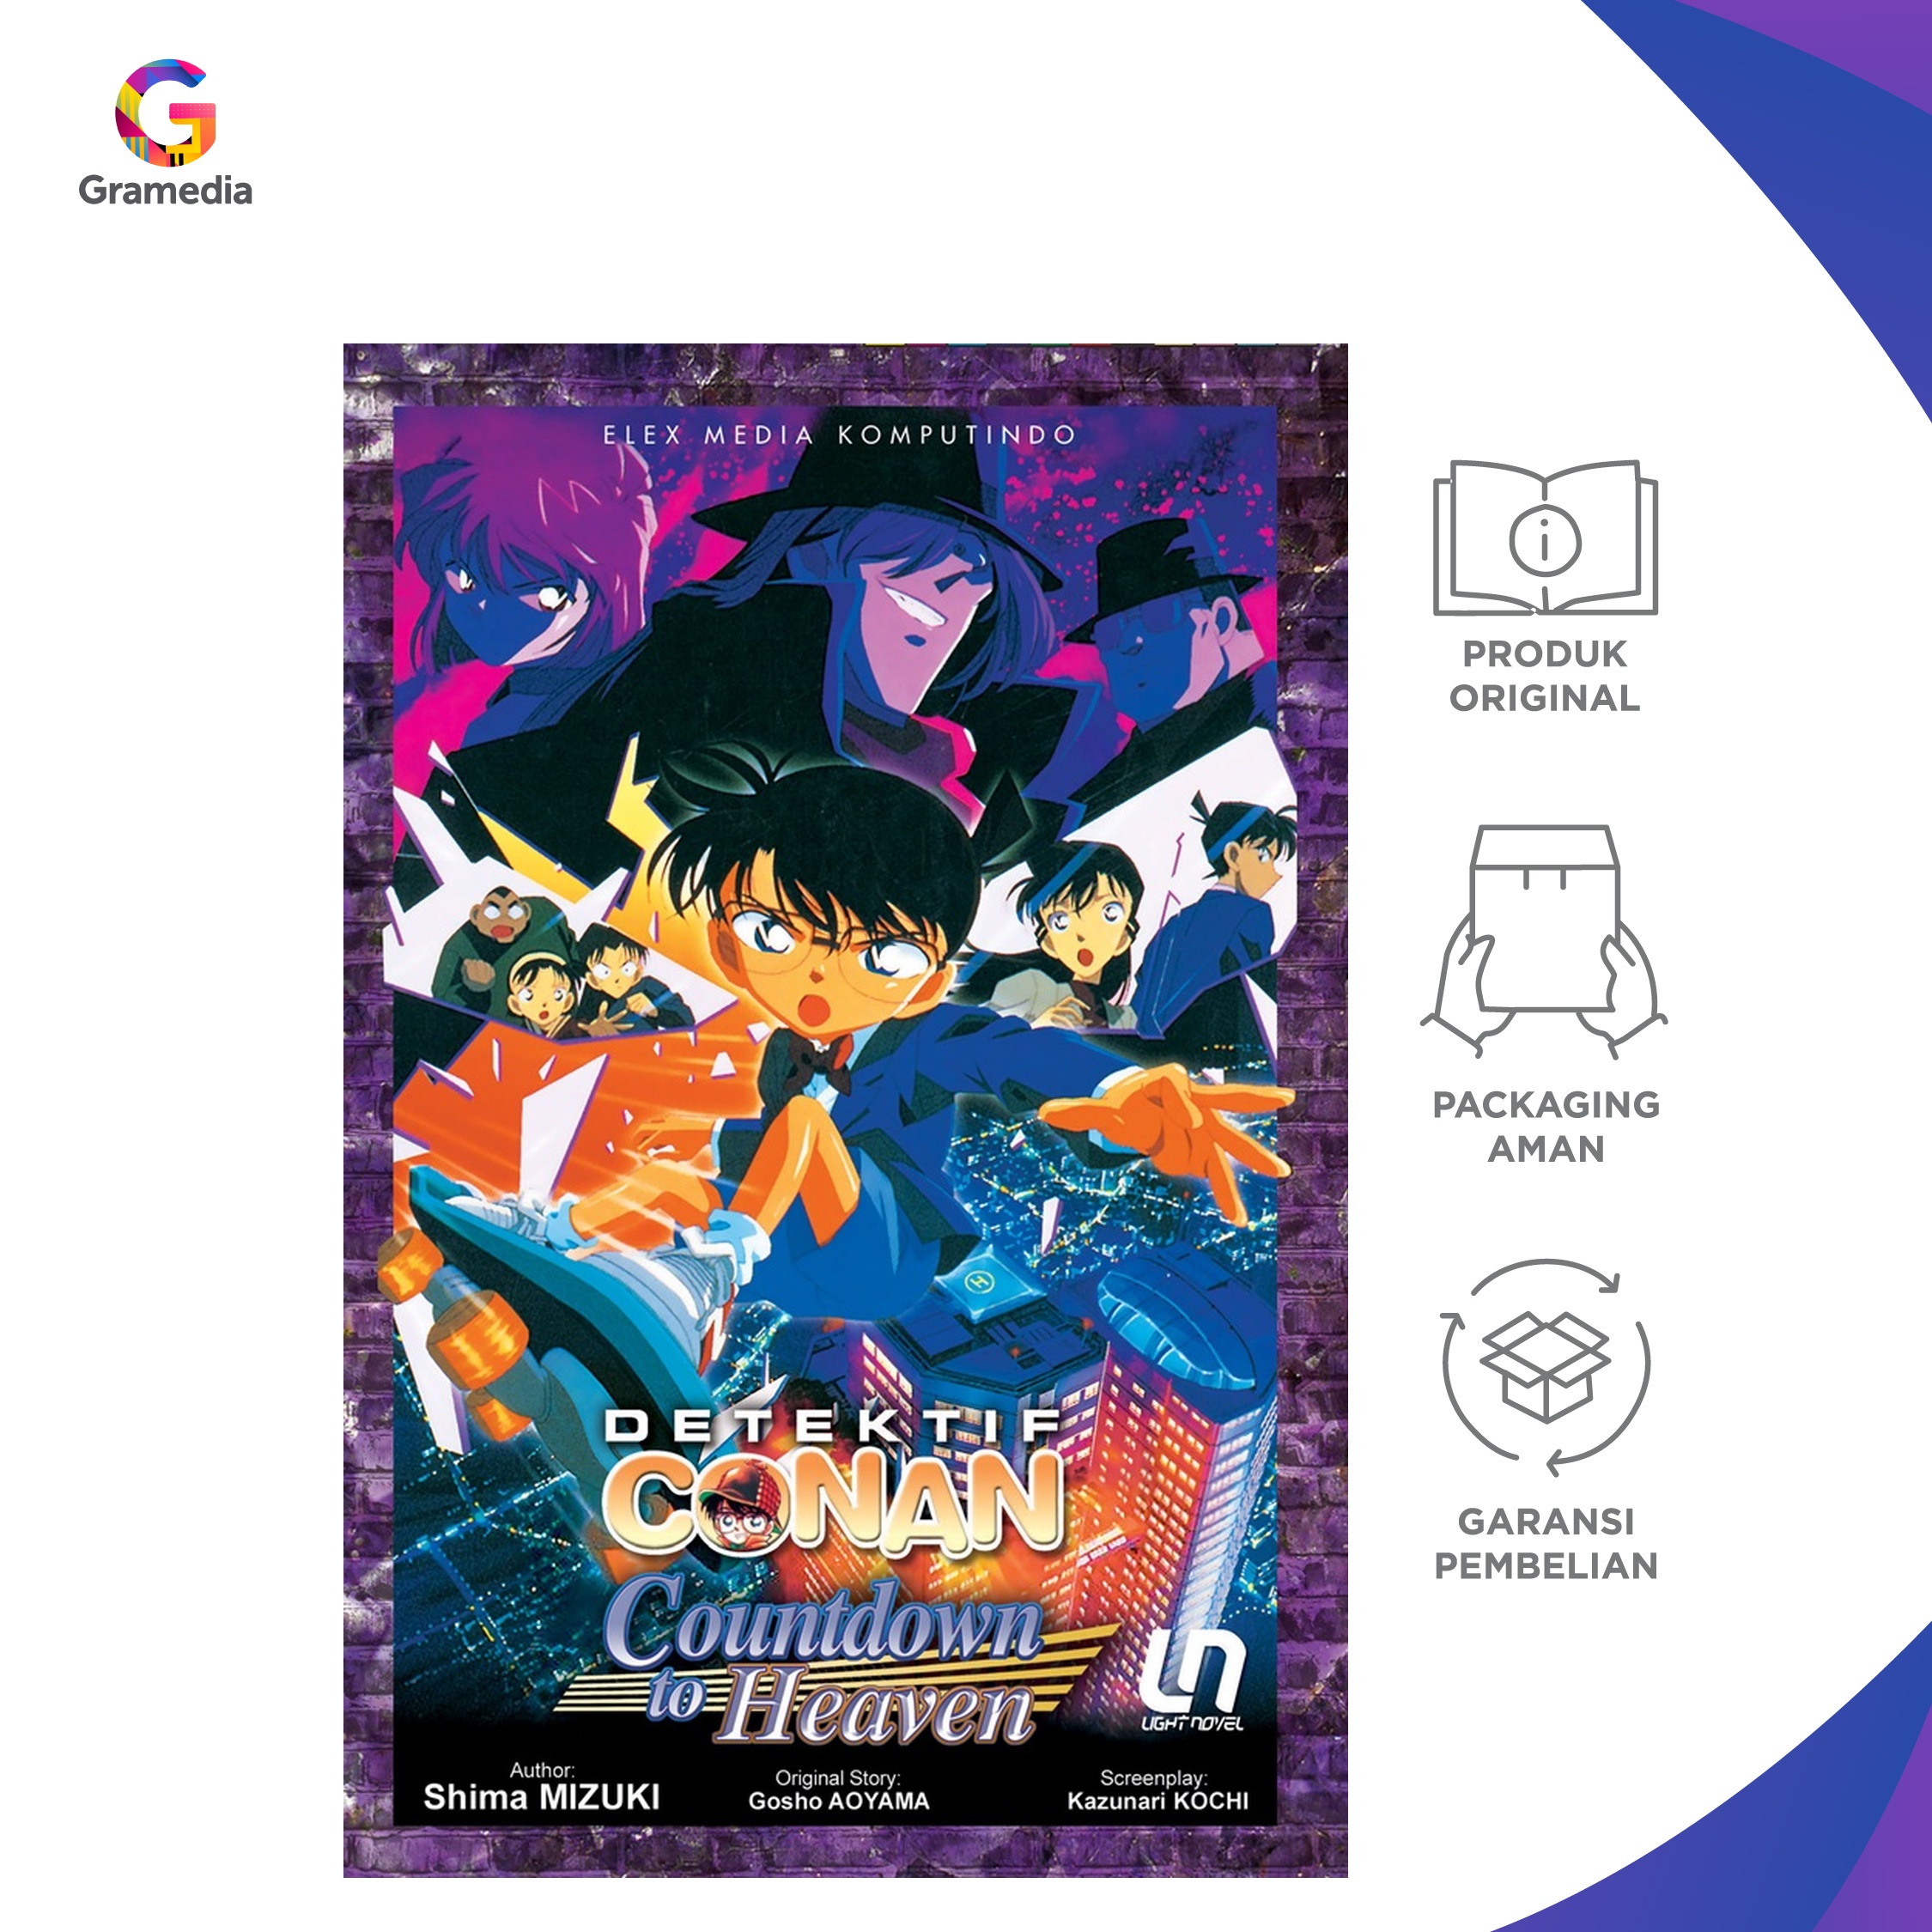 Gramedia
ELEX MEDIA KOMPUTINDO
PRODUK
ORIGINAL
PACKAGING
AMAN
GARANSI
PEMBELIAN
H
DETEKTIF
CONAN
Countdown
to Heaven
LIGHT NOVEL
Author:
Shima MIZUKI
Original Story:
Gosho AOYAMA
Screenplay:
Kazunari KOCHI